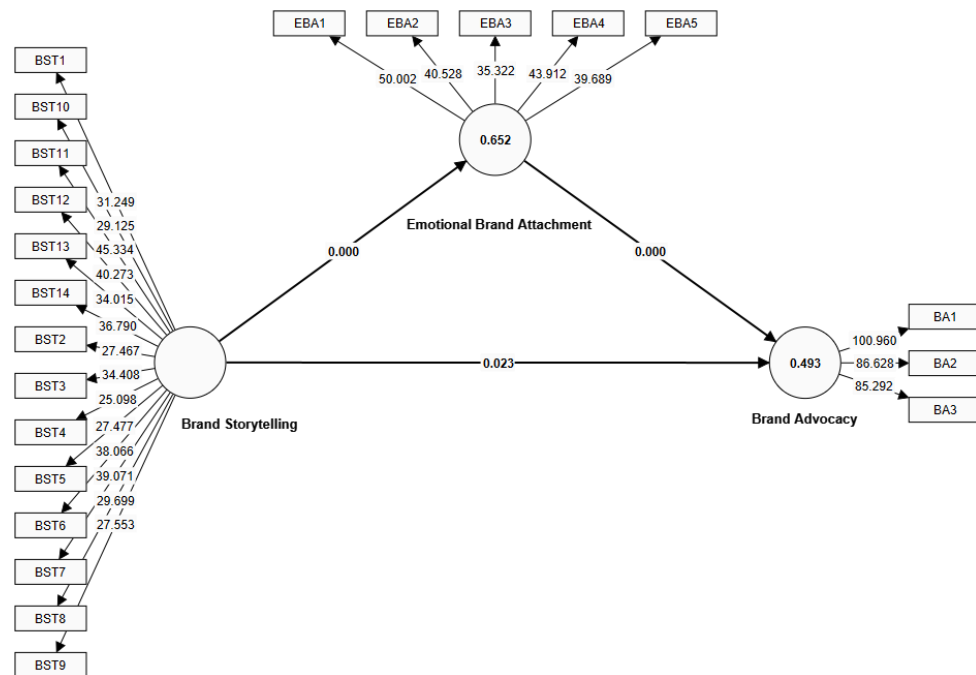 EBA1 EBA2 EBA3 EBA4 EBA5
50.002 40.528 35.322 43.912 39.689
0.652
Emotional Brand Attachment
BST1
BST10
BST11
BST12
BST13
BST14
BST2
BST3
BST4
BST5
BST6
BST7
BST8
BST9
31.249
29.125
45.334
40.273
34.015
36.790
27.467
34.408
25.098
27.477
38.066
39.071
29.699
27.553
Brand Storytelling
0.000
0.000
0.023
0.493
Brand Advocacy
100.960
86.628
85.292
BA1
BA2
BA3